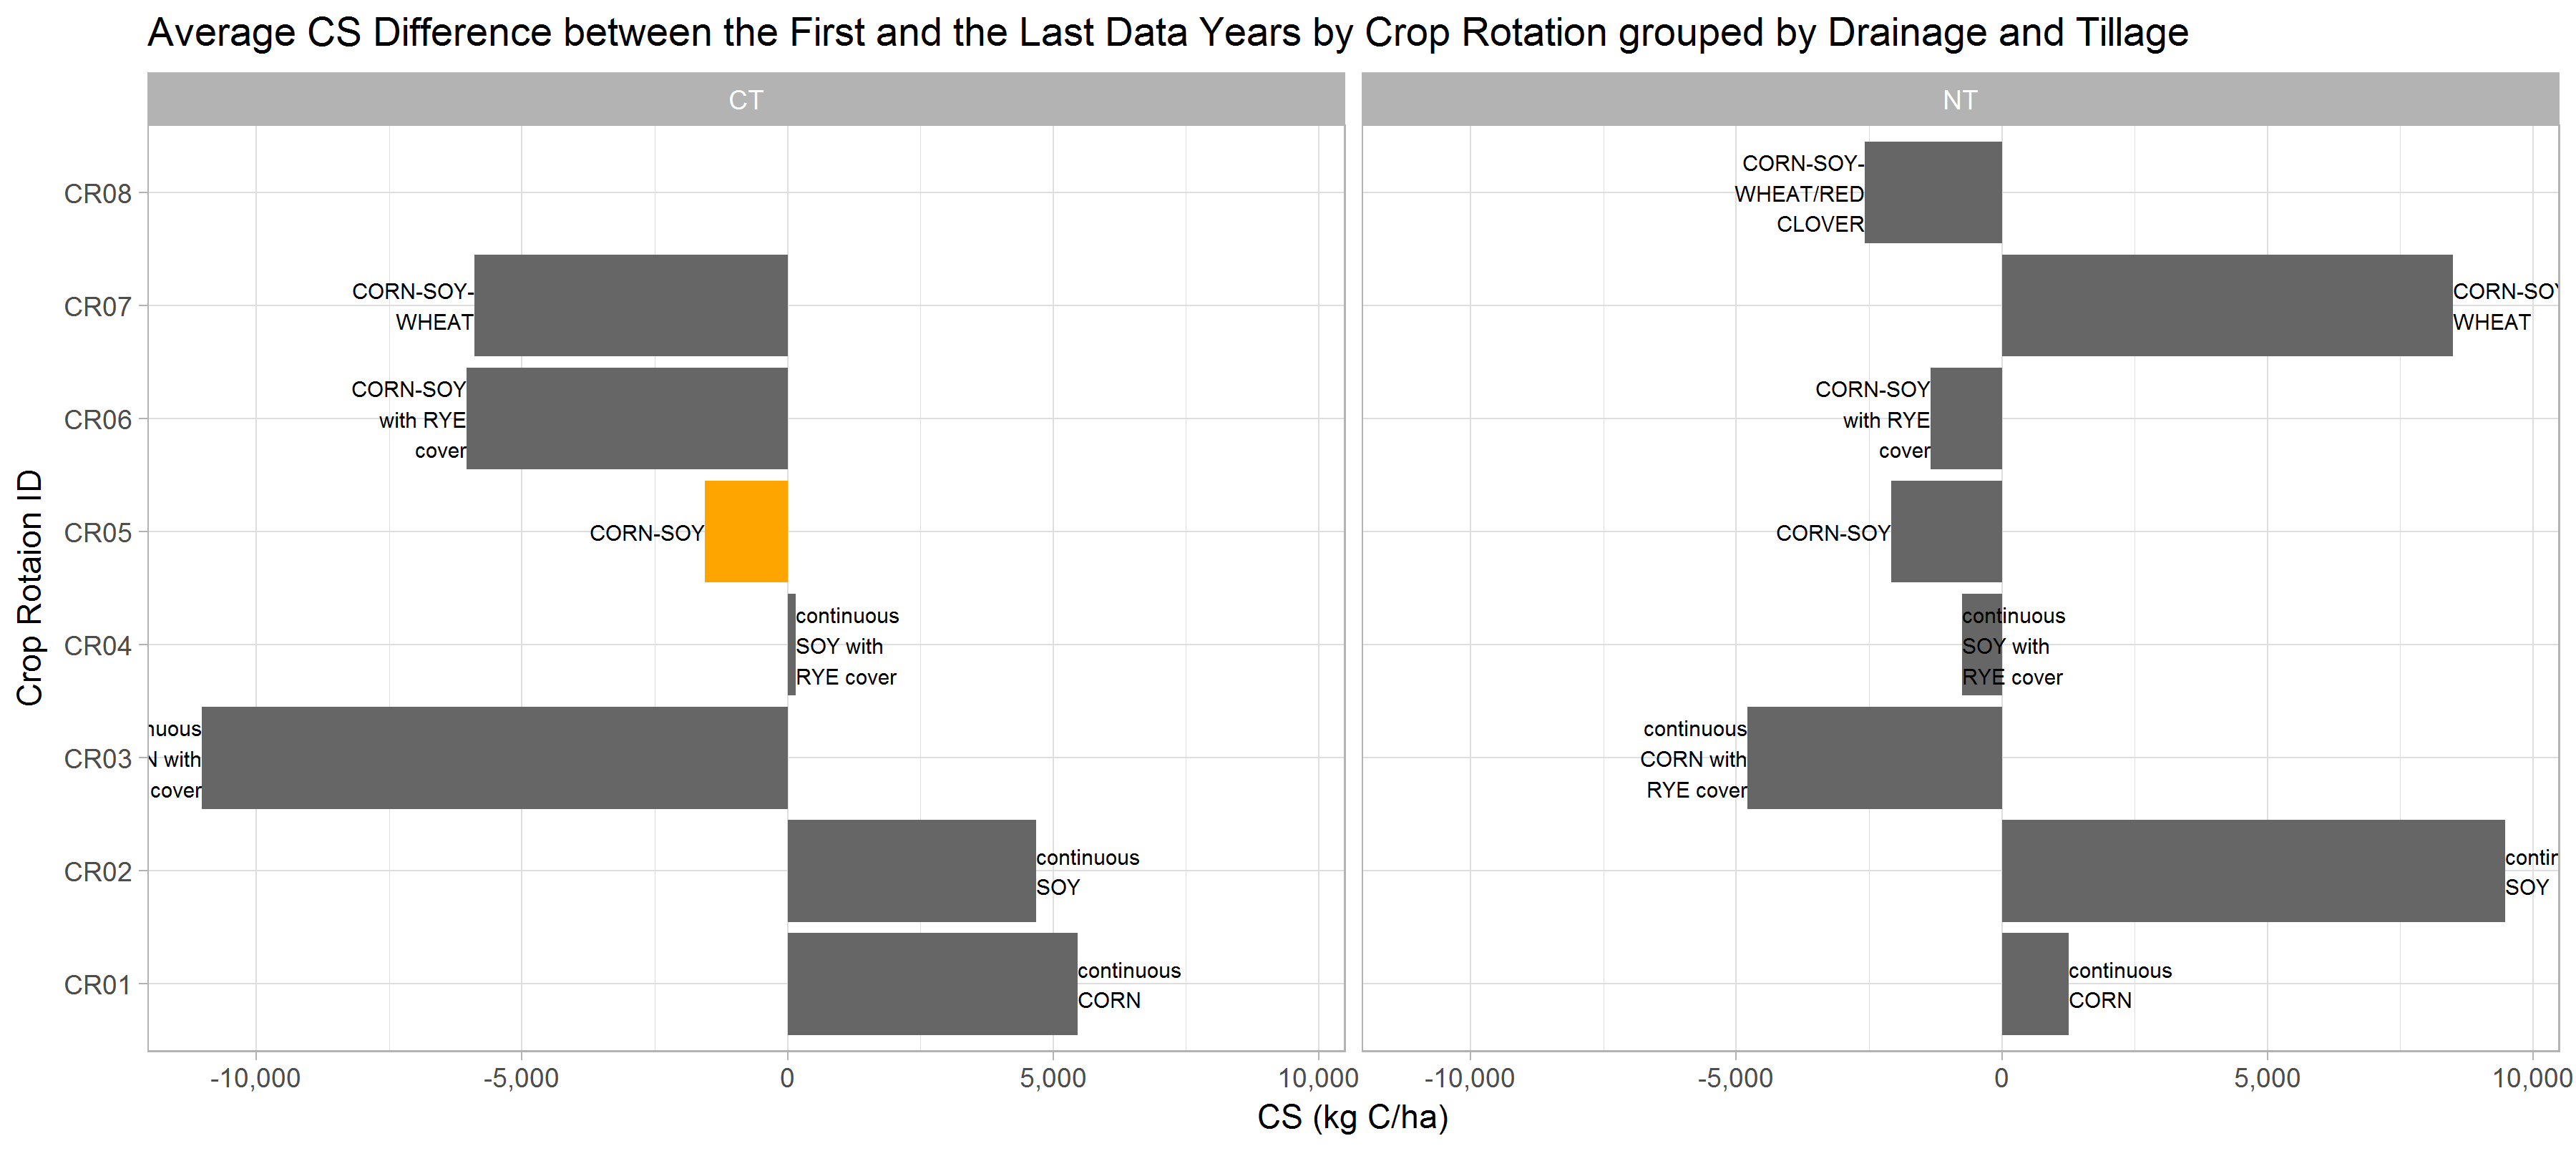 Average CS Difference between the First and the Last Data Years by Crop Rotation grouped by Drainage and Tillage
CT
NT
Crop Rotaion ID
CR08
CR07
CR06
CR05
CR04
CR03
CR02
CR01
CORN-SOY-
WHEAT
CORN-SOY
with RYE
cover
CORN-SOY
continuous
SOY with
RYE cover
with
cover
continuous
SOY
continuous
CORN
CORN-SOY-
WHEAT/RED
CLOVER
CORN-SOY
WHEAT
CORN-SOY
with RYE
cover
CORN-SOY
continuous
SOY with
RYE cover
continuous
CORN with
RYE cover
SOY
continuous
CORN
-10,000
-5,000
0
5,000
10,000
-10,000
-5,000
0
5,000
10,000
CS (kg C/ha)